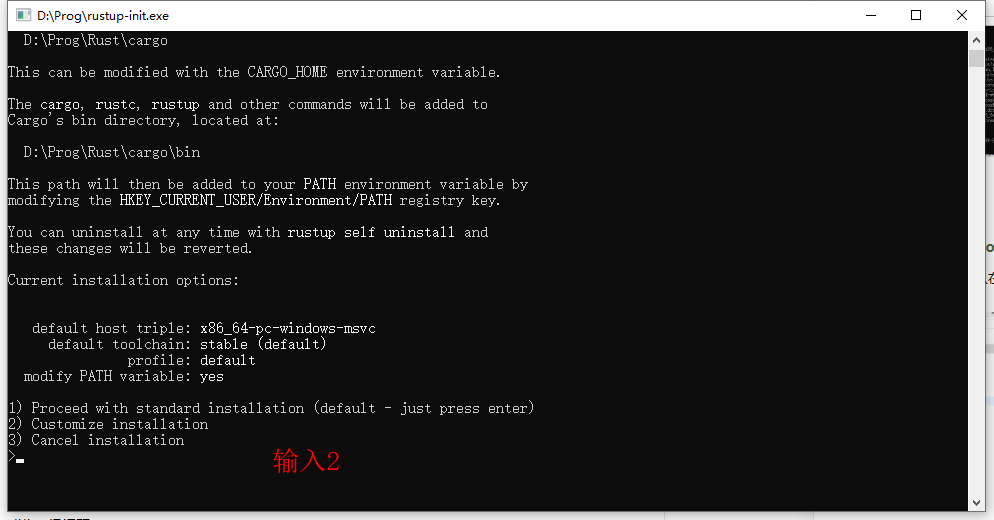 D:\Prog\rustup-init.exe
D:\Prog\Rust\cargo
This can be modified with the CARGO_HOME environment variable.
The cargo, rustc, rustup and other commands will be added to
Cargo's bin directory, located at:
D:\Prog\Rust\cargo\bin
This path will then be added to your PATH environment variable by
modifying the HKEY_CURRENT_USER/Environment/PATH registry key.
You can uninstall at any time with rustup self uninstall and
these changes will be reverted.
Current installation options:
default host triple: x86_64-pc-windows-msvc
default toolchain: stable (default)
profile: default
modify PATH variable: yes
1) Proceed with standard installation (default - just press enter)
2) Customize installation
3) Cancel installation
>
输入2